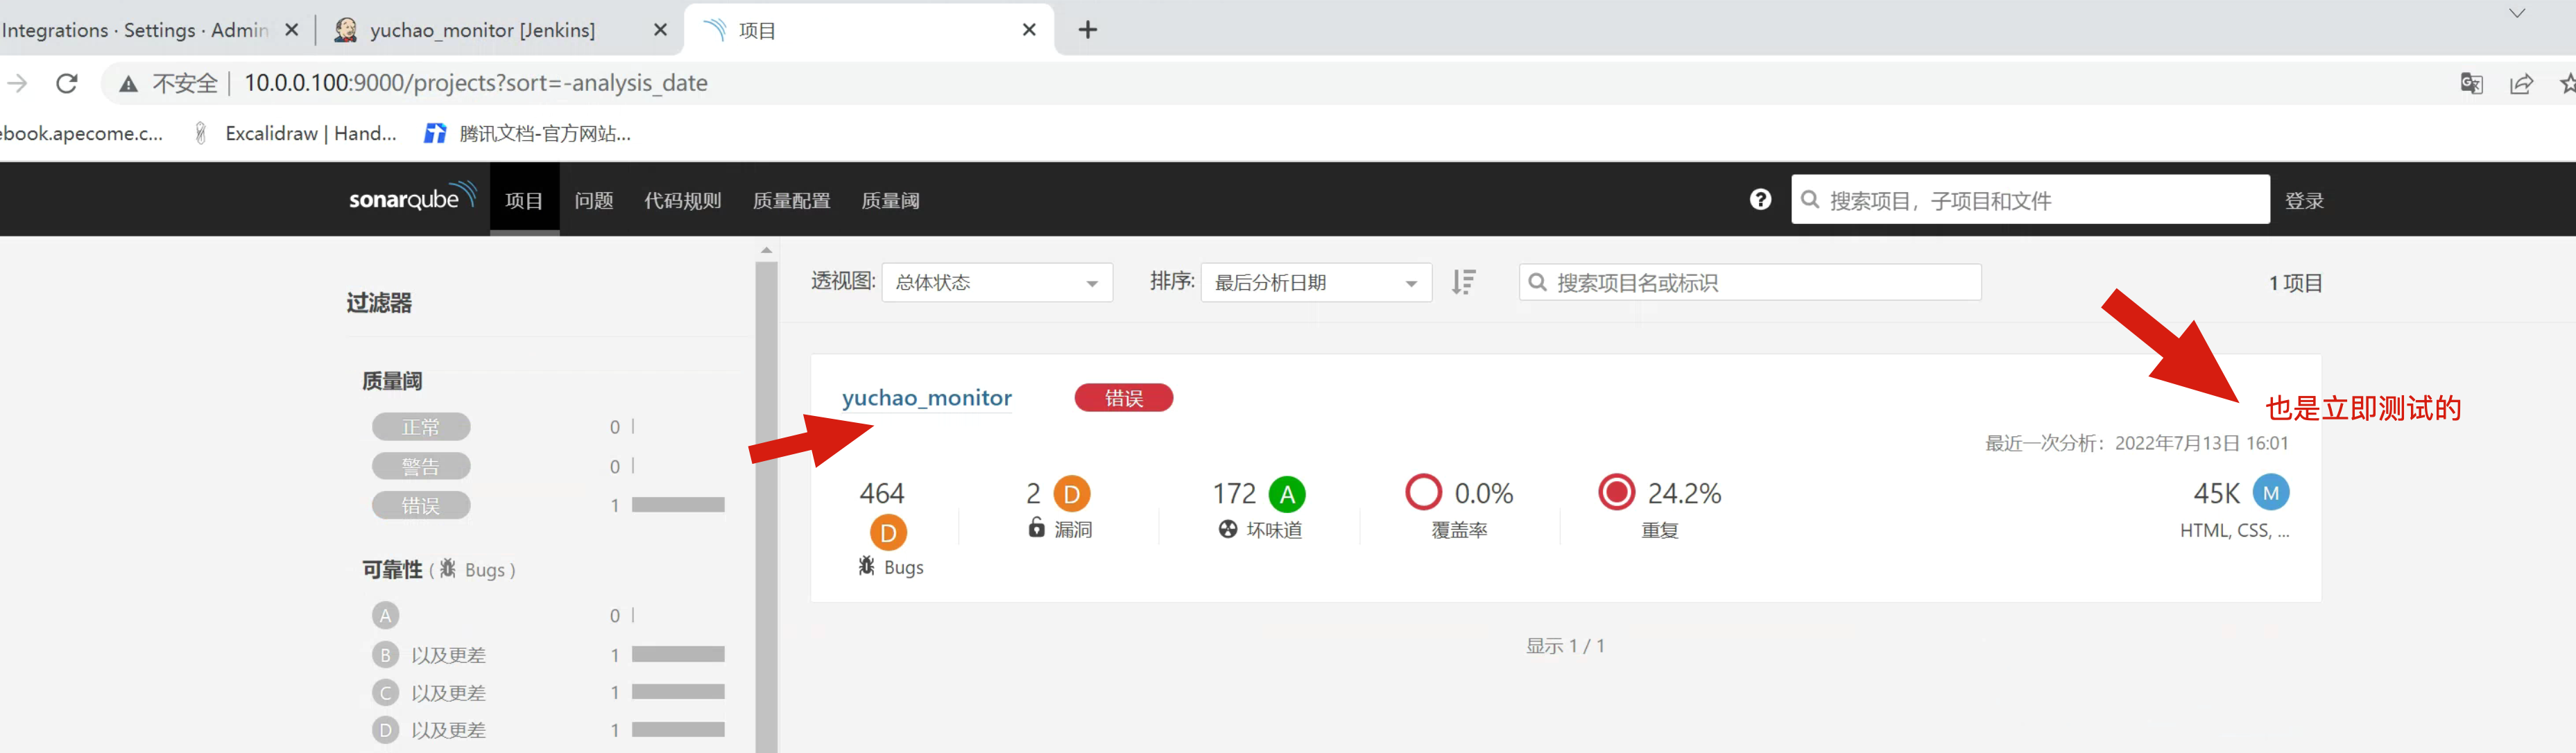 Integrations · Settings · Admin
yuchao_monitor [Jenkins]
项目
不安全 | 10.0.0.100:9000/projects?sort=-analysis_date
ebook.apecome.c...
Excalidraw | Hand...
腾讯文档-官方网站...
sonarqube 项目 问题 代码规则 质量配置 质量阈
搜索项目，子项目和文件
登录
过滤器
质量阈
正常 0
警告 0
错误 1
可靠性 ( Bugs )
A 0
B 以及更差 1
C 以及更差 1
D 以及更差 1
透视图: 总体状态
排序: 最后分析日期
搜索项目名或标识
1 项目
yuchao_monitor 错误
也是立即测试的
最近一次分析：2022年7月13日 16:01
464 D Bugs
2 D 漏洞
172 A 坏味道
0.0% 覆盖率
24.2% 重复
45K M
HTML, CSS, ...
显示 1 / 1